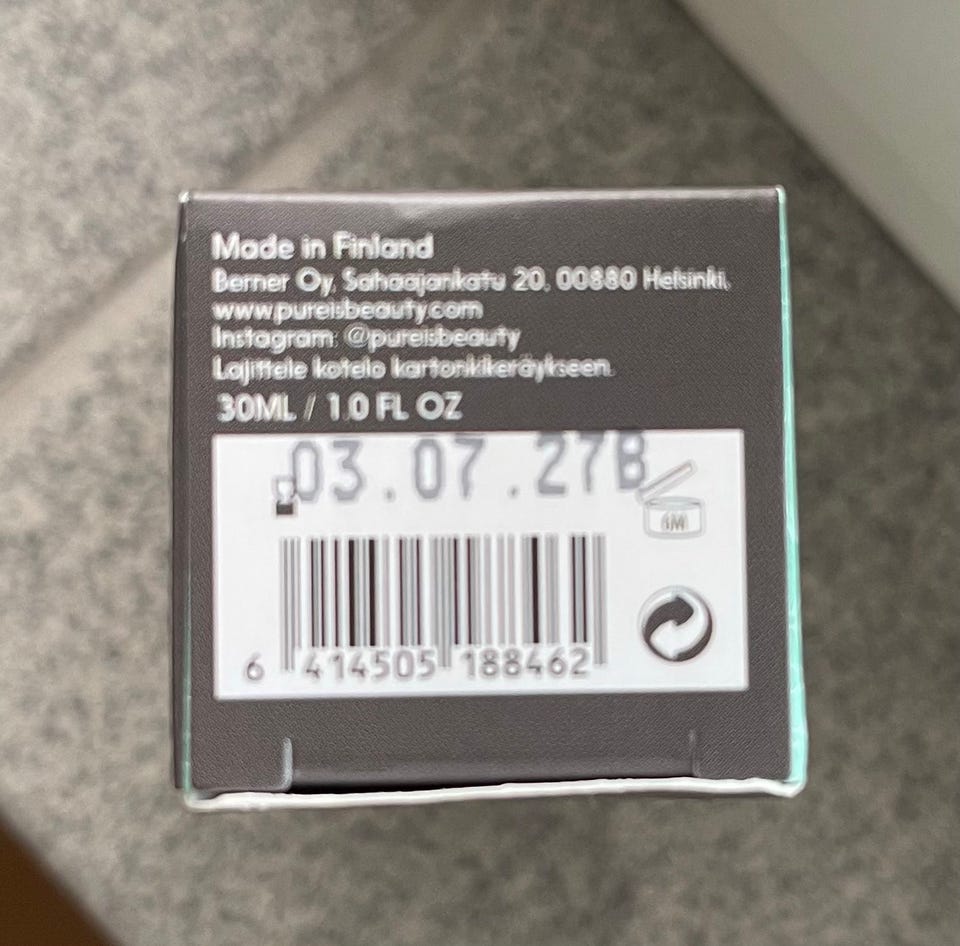 Made in Finland
Berner Oy, Sahaajankatu 20, 00880 Helsinki,
www.pureisbeauty.com
Instagram: @pureisbeauty
Lajittele kotelo kartonkikeräykseen.
30ML / 1.0 FL OZ
03.07.27B
6M
6 414505 188462